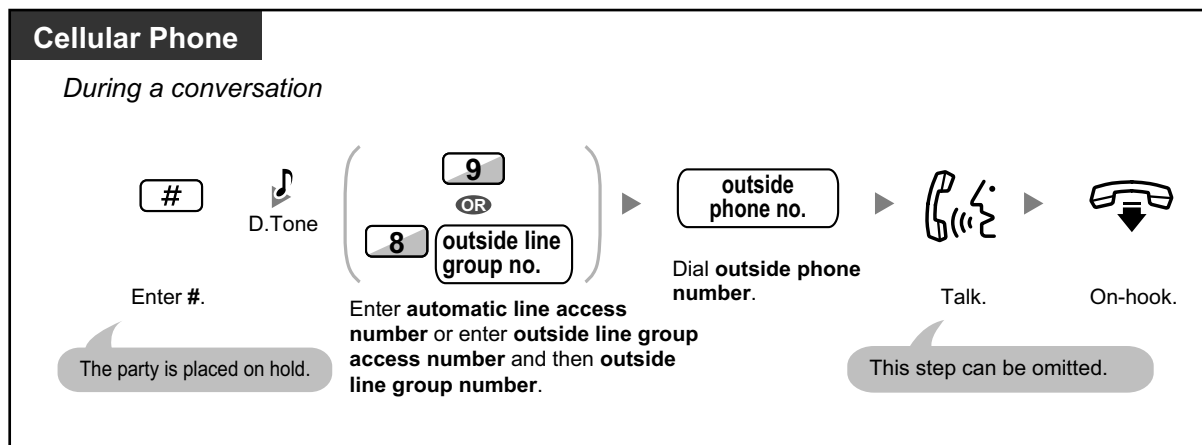 Cellular Phone
During a conversation
#
D.Tone
9
OR
8
outside line
group no.
outside
phone no.
Enter #.
The party is placed on hold.
Enter automatic line access
number or enter outside line group
access number and then outside
line group number.
Dial outside phone
number.
Talk.
This step can be omitted.
On-hook.